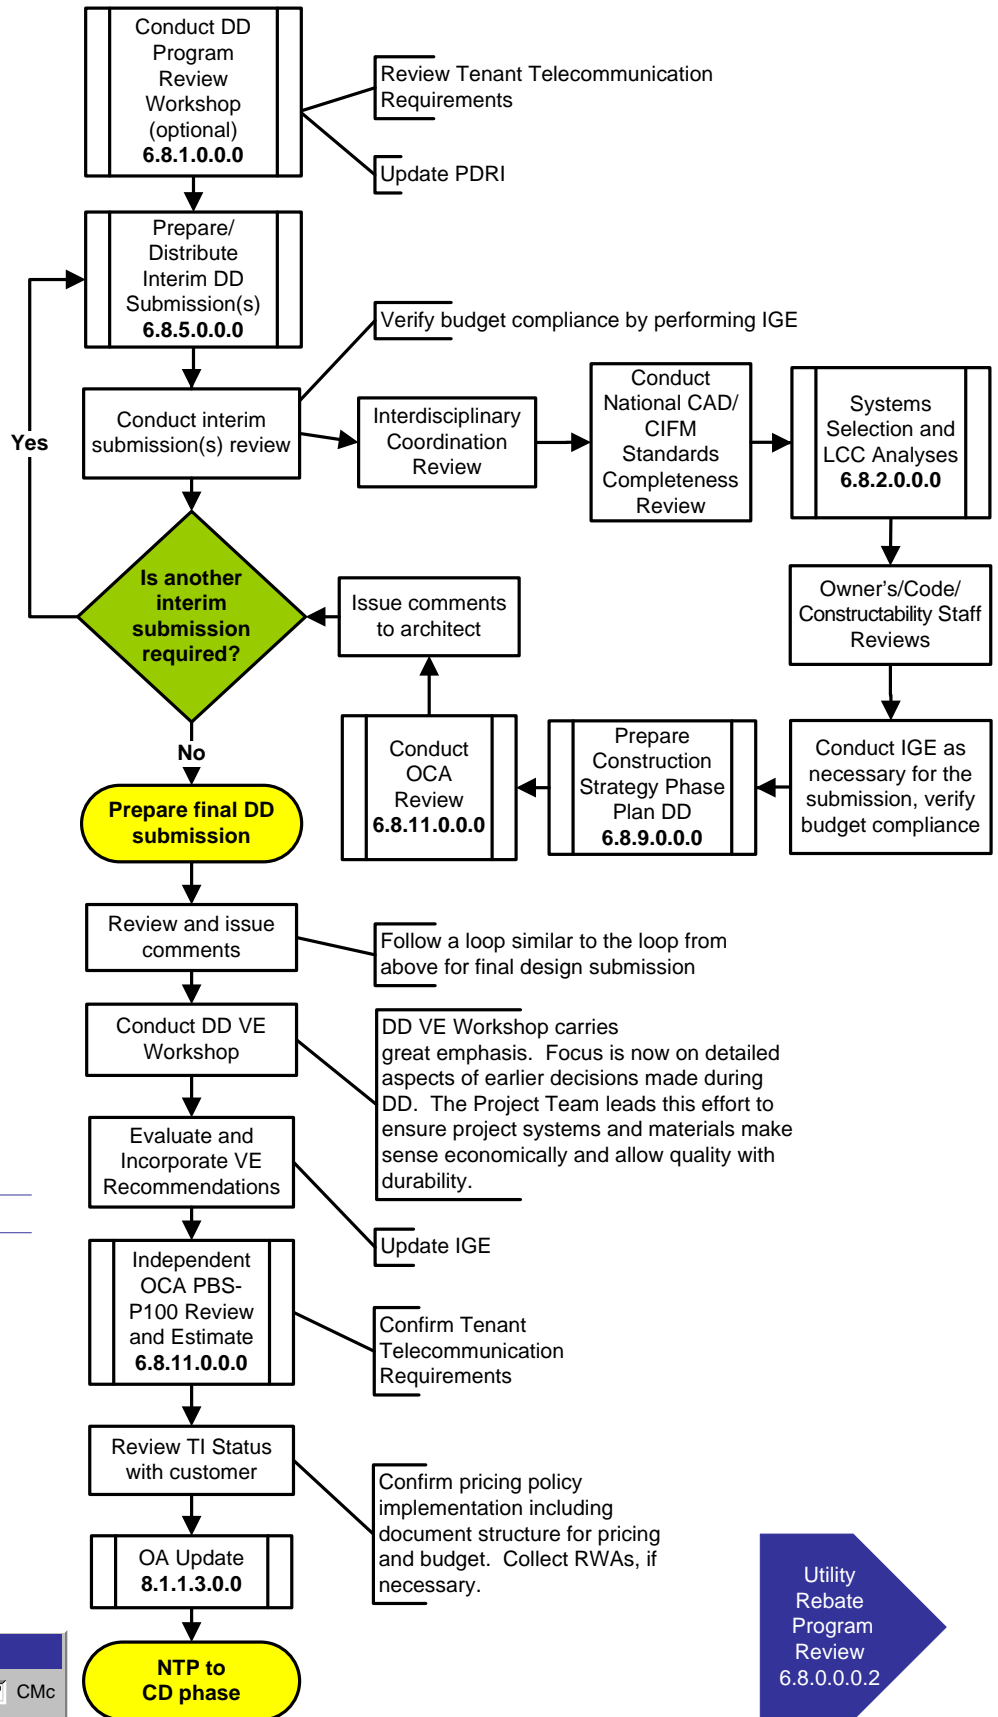 Conduct DD
Program
Review
Workshop
(optional)
6.8.1.0.0.0
Review Tenant Telecommunication
Requirements
Update PDRI
Prepare/
Distribute
Interim DD
Submission(s)
6.8.5.0.0.0
Verify budget compliance by performing IGE
Conduct interim
submission(s) review
Interdisciplinary
Coordination
Review
Conduct
National CAD/
CIFM
Standards
Completeness
Review
Systems
Selection and
LCC Analyses
6.8.2.0.0.0
Yes
Is another
interim
submission
required?
Issue comments
to architect
Owner's/Code/
Constructability Staff
Reviews
No
Conduct
OCA
Review
6.8.11.0.0.0
Prepare
Construction
Strategy Phase
Plan DD
6.8.9.0.0.0
Conduct IGE as
necessary for the
submission, verify
budget compliance
Prepare final DD
submission
Review and issue
comments
Follow a loop similar to the loop from
above for final design submission
Conduct DD VE
Workshop
DD VE Workshop carries
great emphasis.  Focus is now on detailed
aspects of earlier decisions made during
DD.  The Project Team leads this effort to
ensure project systems and materials make
sense economically and allow quality with
durability.
Evaluate and
Incorporate VE
Recommendations
Update IGE
Independent
OCA PBS-
P100 Review
and Estimate
6.8.11.0.0.0
Confirm Tenant
Telecommunication
Requirements
Review TI Status
with customer
Confirm pricing policy
implementation including
document structure for pricing
and budget.  Collect RWAs, if
necessary.
OA Update
8.1.1.3.0.0
Utility
Rebate
Program
Review
6.8.0.0.0.2
NTP to
CD phase
CMc